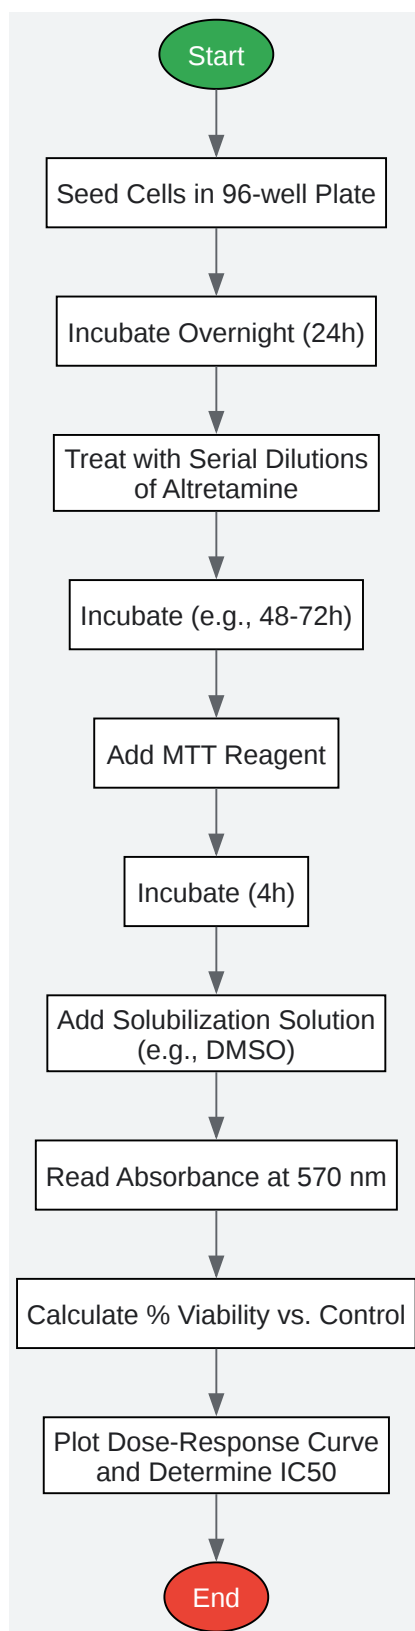 Start
Seed Cells in 96-well Plate
Incubate Overnight (24h)
Treat with Serial Dilutions
of Altretamine
Incubate (e.g., 48-72h)
Add MTT Reagent
Incubate (4h)
Add Solubilization Solution
(e.g., DMSO)
Read Absorbance at 570 nm
Calculate % Viability vs. Control
Plot Dose-Response Curve
and Determine IC50
End